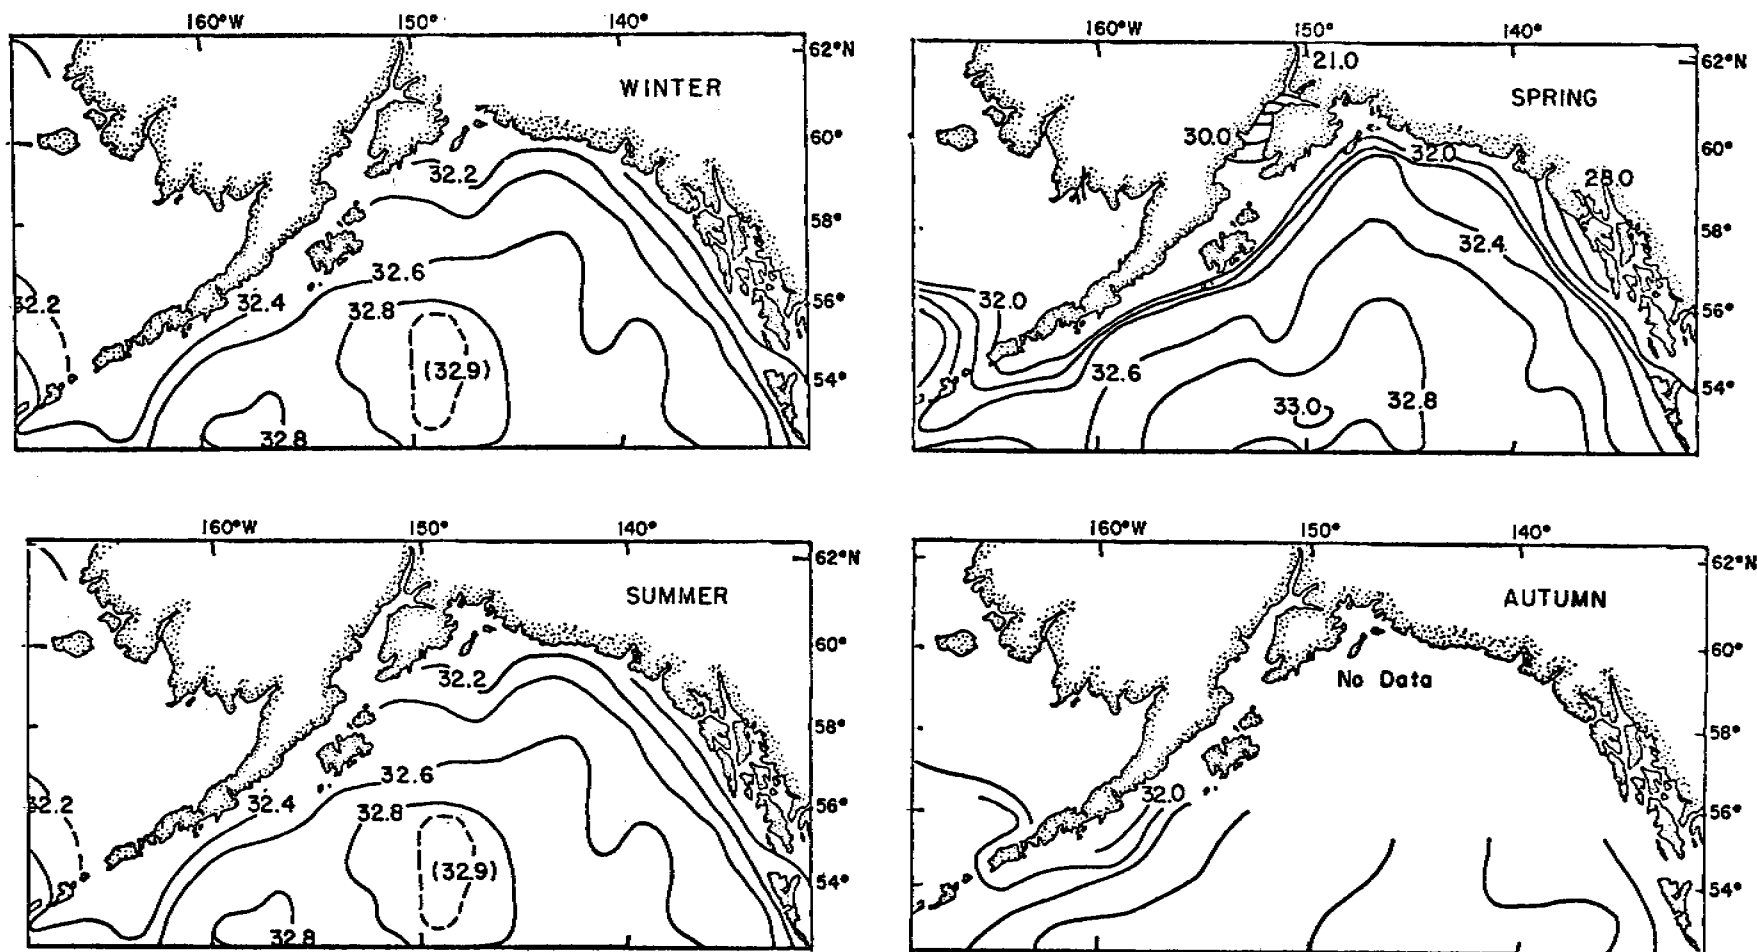 160°W 150° 140°
62°N
WINTER
60°
32.2
58°
32.6
32.2 32.4 56°
32.8
(32.9)
54°
32.8
160°W 150° 140°
21.0 62°N
SPRING
30.0 32.0 60°
28.0
58°
32.4
32.0 56°
32.6
33.0 32.8 54°
160°W 150° 140°
62°N
SUMMER
60°
32.2
58°
32.6
32.2 32.4 56°
32.8
(32.9)
54°
32.8
160°W 150° 140°
62°N
AUTUMN
60°
No Data
58°
32.0 56°
54°